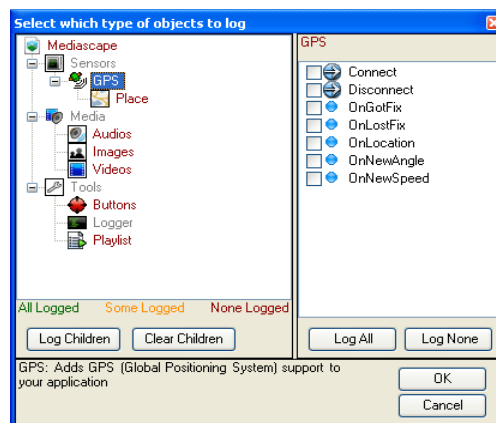 Select which type of objects to log
Mediascape
Sensors
GPS
Place
Media
Audios
Images
Videos
Tools
Buttons
Logger
Playlist
All Logged Some Logged None Logged
Log Children Clear Children
GPS
Connect
Disconnect
OnGotFix
OnLostFix
OnLocation
OnNewAngle
OnNewSpeed
Log All Log None
GPS: Adds GPS (Global Positioning System) support to
your application
OK
Cancel